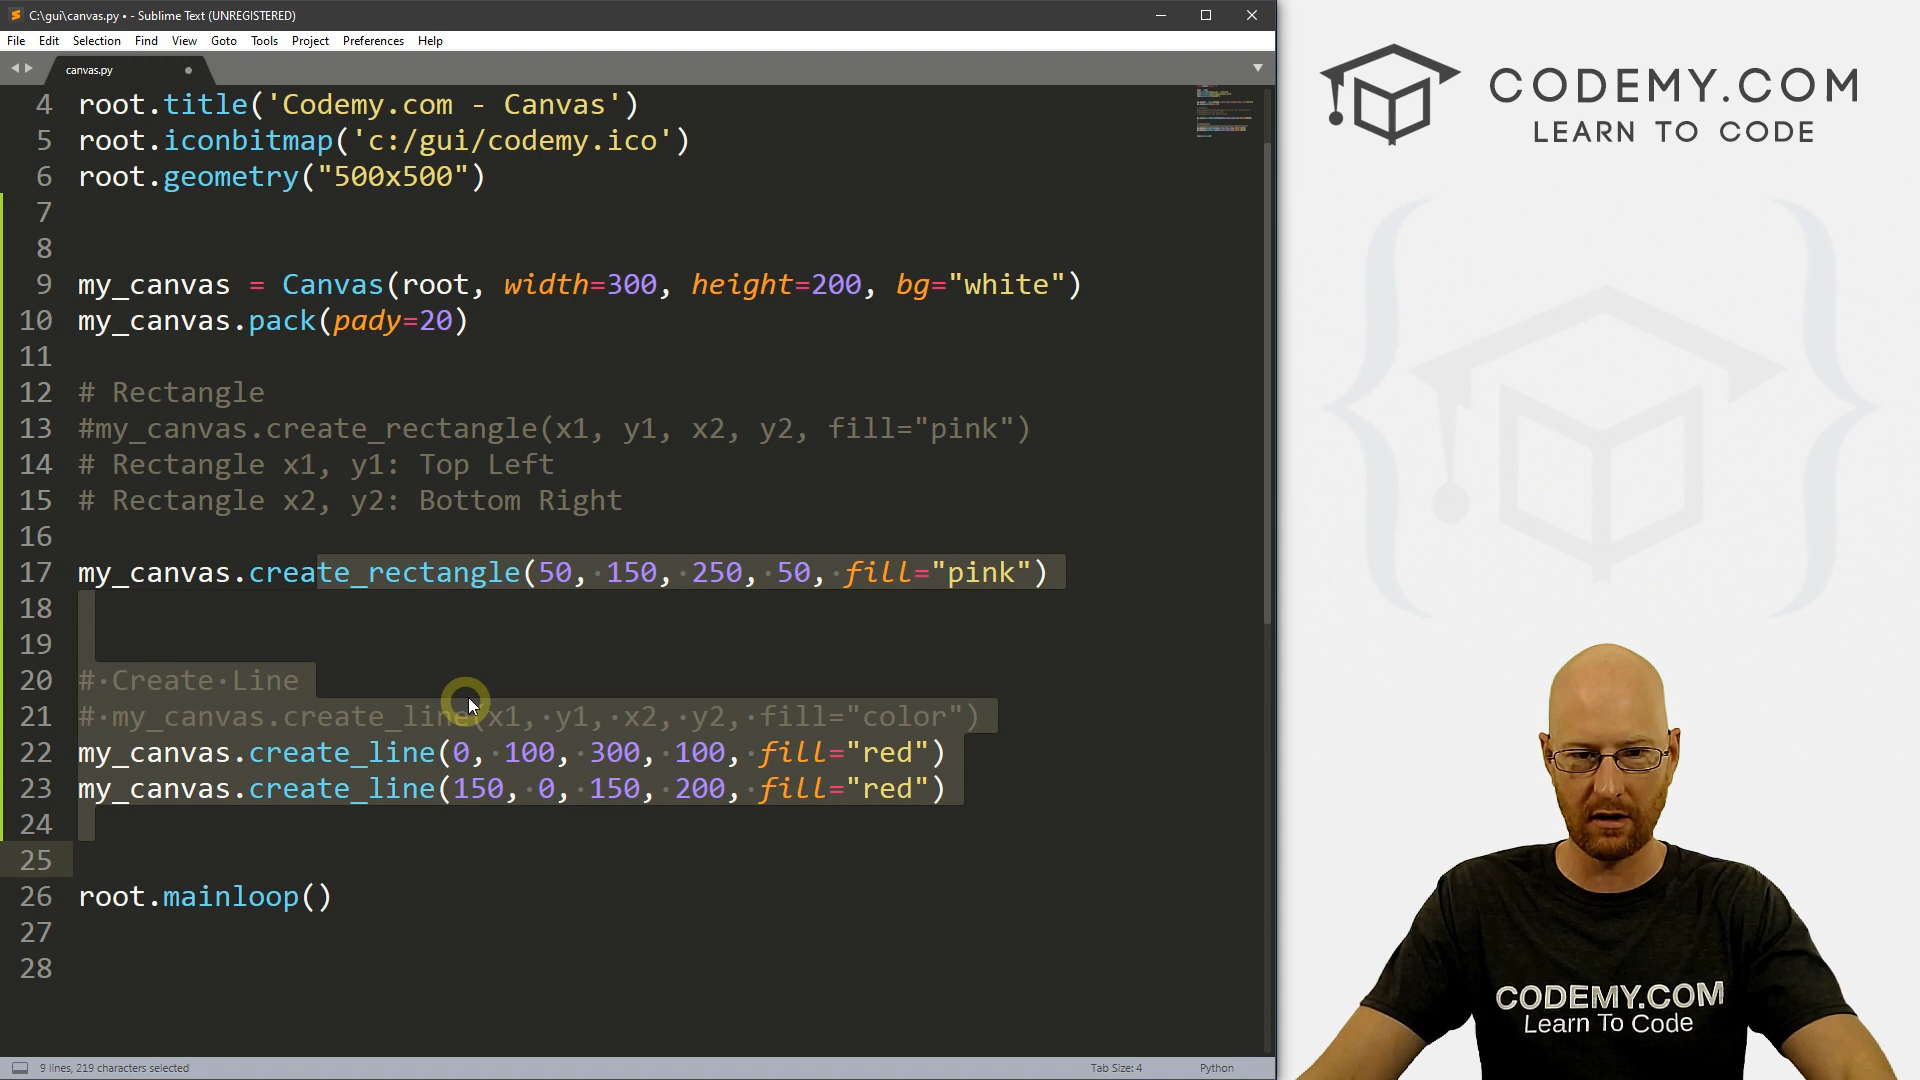 C:\gui\canvas.py • - Sublime Text (UNREGISTERED)
File Edit Selection Find View Goto Tools Project Preferences Help
canvas.py
4 root.title('Codemy.com - Canvas')
5 root.iconbitmap('c:/gui/codemy.ico')
6 root.geometry("500x500")
7
8
9 my_canvas = Canvas(root, width=300, height=200, bg="white")
10 my_canvas.pack(pady=20)
11
12 # Rectangle
13 #my_canvas.create_rectangle(x1, y1, x2, y2, fill="pink")
14 # Rectangle x1, y1: Top Left
15 # Rectangle x2, y2: Bottom Right
16
17 my_canvas.create_rectangle(50, 150, 250, 50, fill="pink")
18
19
20 # Create Line
21 # my_canvas.create_line(x1, y1, x2, y2, fill="color")
22 my_canvas.create_line(0, 100, 300, 100, fill="red")
23 my_canvas.create_line(150, 0, 150, 200, fill="red")
24
25
26 root.mainloop()
27
28
9 lines, 219 characters selected
Tab Size: 4
Python
CODEMY.COM
LEARN TO CODE
CODEMY.COM
Learn To Code